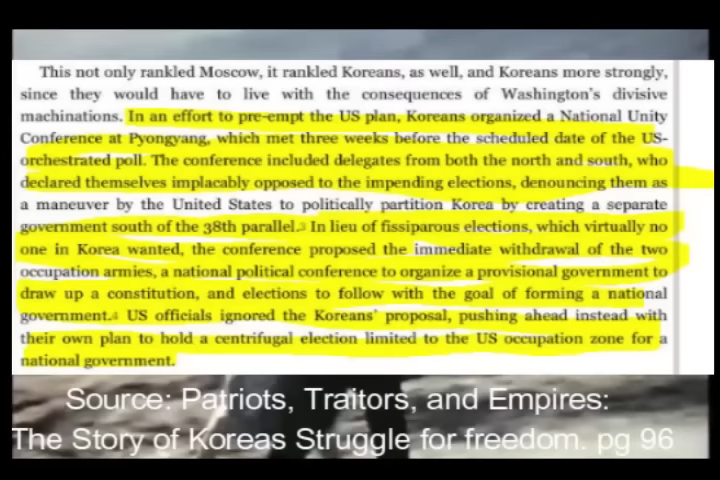 This not only rankled Moscow, it rankled Koreans, as well, and Koreans more strongly,
since they would have to live with the consequences of Washington's divisive
machinations. In an effort to pre-empt the US plan, Koreans organized a National Unity
Conference at Pyongyang, which met three weeks before the scheduled date of the US-
orchestrated poll. The conference included delegates from both the north and south, who
declared themselves implacably opposed to the impending elections, denouncing them as
a maneuver by the United States to politically partition Korea by creating a separate
government south of the 38th parallel.3 In lieu of fissiparous elections, which virtually no
one in Korea wanted, the conference proposed the immediate withdrawal of the two
occupation armies, a national political conference to organize a provisional government to
draw up a constitution, and elections to follow with the goal of forming a national
government.4 US officials ignored the Koreans' proposal, pushing ahead instead with
their own plan to hold a centrifugal election limited to the US occupation zone for a
national government.
Source: Patriots, Traitors, and Empires:
The Story of Koreas Struggle for freedom. pg 96